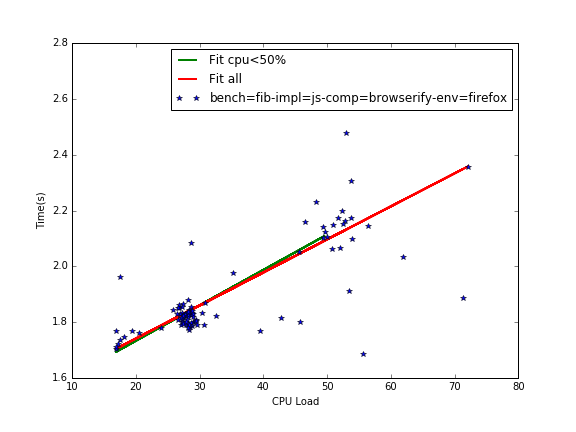 2.8
2.6
2.4
2.2
2.0
1.8
1.6
Time(s)
Fit cpu<50%
Fit all
bench=fib-impl=js-comp=browserify-env=firefox
10 20 30 40 50 60 70 80
CPU Load